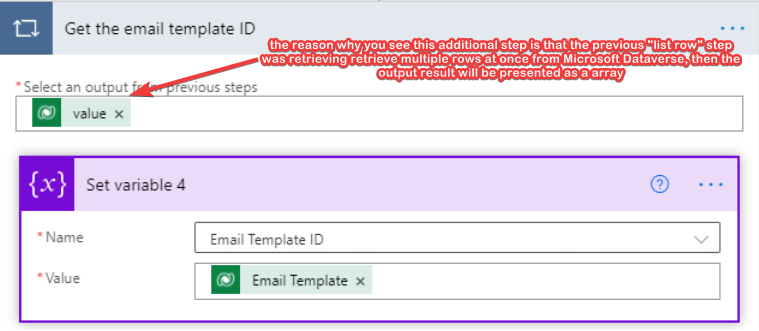 Get the email template ID
the reason why you see this additional step is that the previous "list row" step
was retrieving retrieve multiple rows at once from Microsoft Dataverse, then the
output result will be presented as a array
* Select an output from previous steps
value ×
{x} Set variable 4 ? ...
* Name Email Template ID
* Value Email Template ×